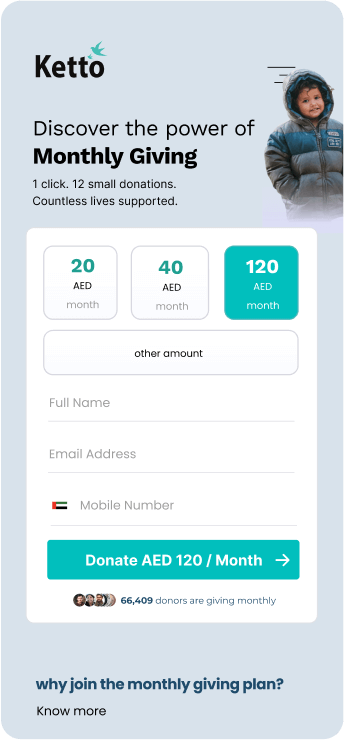 Ketto
Discover the power of
Monthly Giving
1 click. 12 small donations.
Countless lives supported.
20
AED
month
40
AED
month
120
AED
month
other amount
Full Name
Email Address
Mobile Number
Donate AED 120 / Month
66,409 donors are giving monthly
why join the monthly giving plan?
Know more